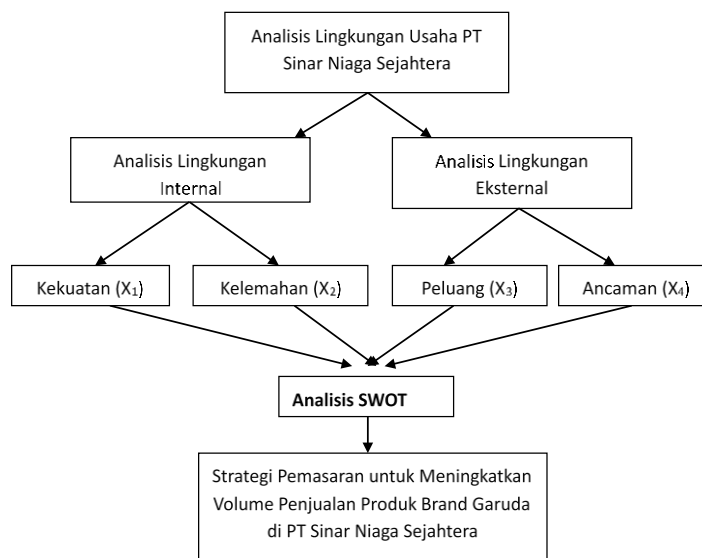 Analisis Lingkungan Usaha PT
Sinar Niaga Sejahtera
Analisis Lingkungan
Internal
Analisis Lingkungan
Eksternal
Kekuatan (X₁)
Kelemahan (X₂)
Peluang (X₃)
Ancaman (X₄)
Analisis SWOT
Strategi Pemasaran untuk Meningkatkan
Volume Penjualan Produk Brand Garuda
di PT Sinar Niaga Sejahtera